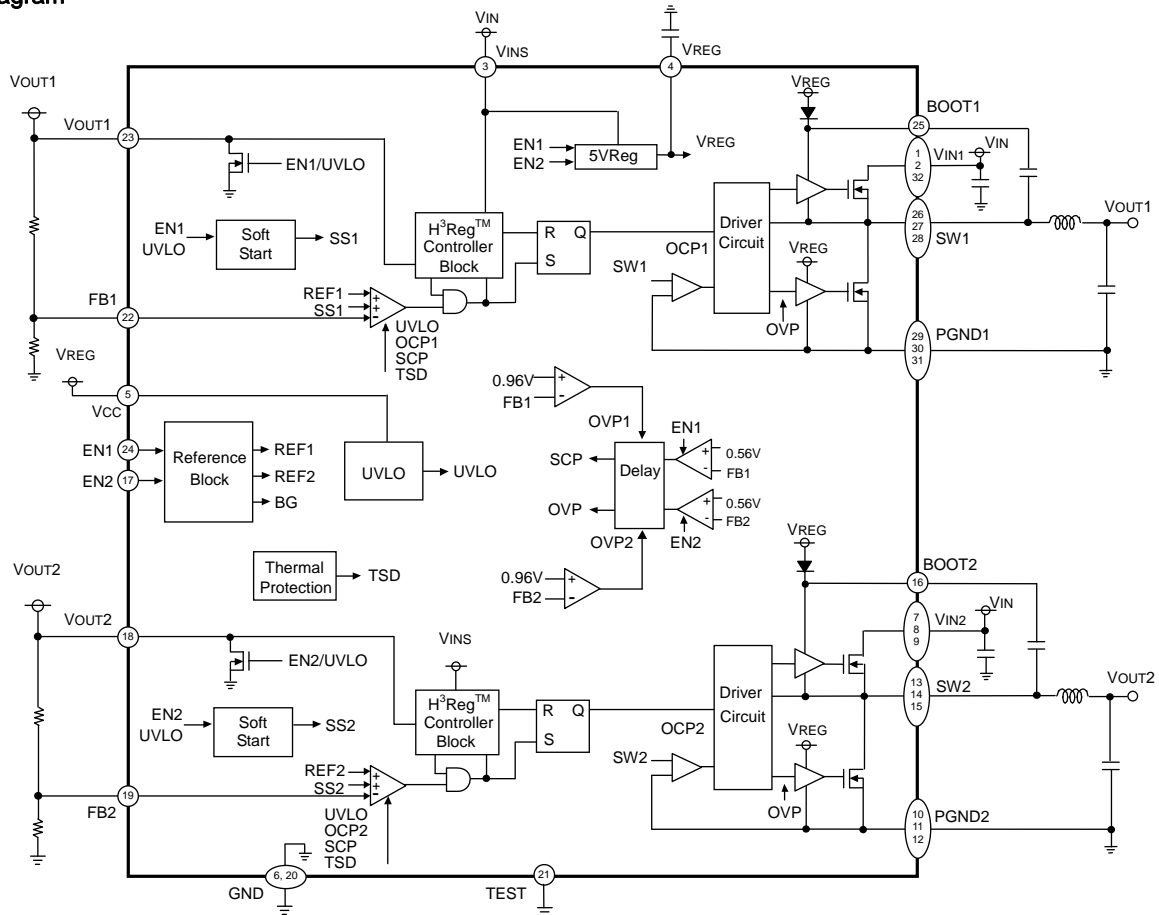 agram
VIN
VINS
3
VREG
4
VOUT1
VOUT1
23
EN1/UVLO
EN1
EN2
5VReg
VREG
VREG
BOOT1
25
1
2
32
VIN1
VIN
EN1
UVLO
Soft
Start
SS1
H³Reg™
Controller
Block
R
Q
S
OCP1
Driver
Circuit
26
27
28
SW1
VOUT1
SW1
VREG
OVP
FB1
22
REF1
SS1
+
+
-
UVLO
OCP1
SCP
TSD
29
30
31
PGND1
VREG
5
VCC
EN1
24
EN2
17
Reference
Block
REF1
REF2
BG
UVLO
UVLO
0.96V
FB1
+
-
OVP1
EN1
SCP
OVP
Delay
+
-
0.56V
FB1
+
-
0.56V
FB2
EN2
OVP2
0.96V
FB2
+
-
Thermal
Protection
TSD
VREG
BOOT2
16
VOUT2
VOUT2
18
EN2/UVLO
VINS
7
8
9
VIN2
VIN
EN2
UVLO
Soft
Start
SS2
H³Reg™
Controller
Block
R
Q
S
OCP2
Driver
Circuit
13
14
15
SW2
VOUT2
SW2
VREG
OVP
FB2
19
REF2
SS2
+
+
-
UVLO
OCP2
SCP
TSD
10
11
12
PGND2
6, 20
GND
TEST
21